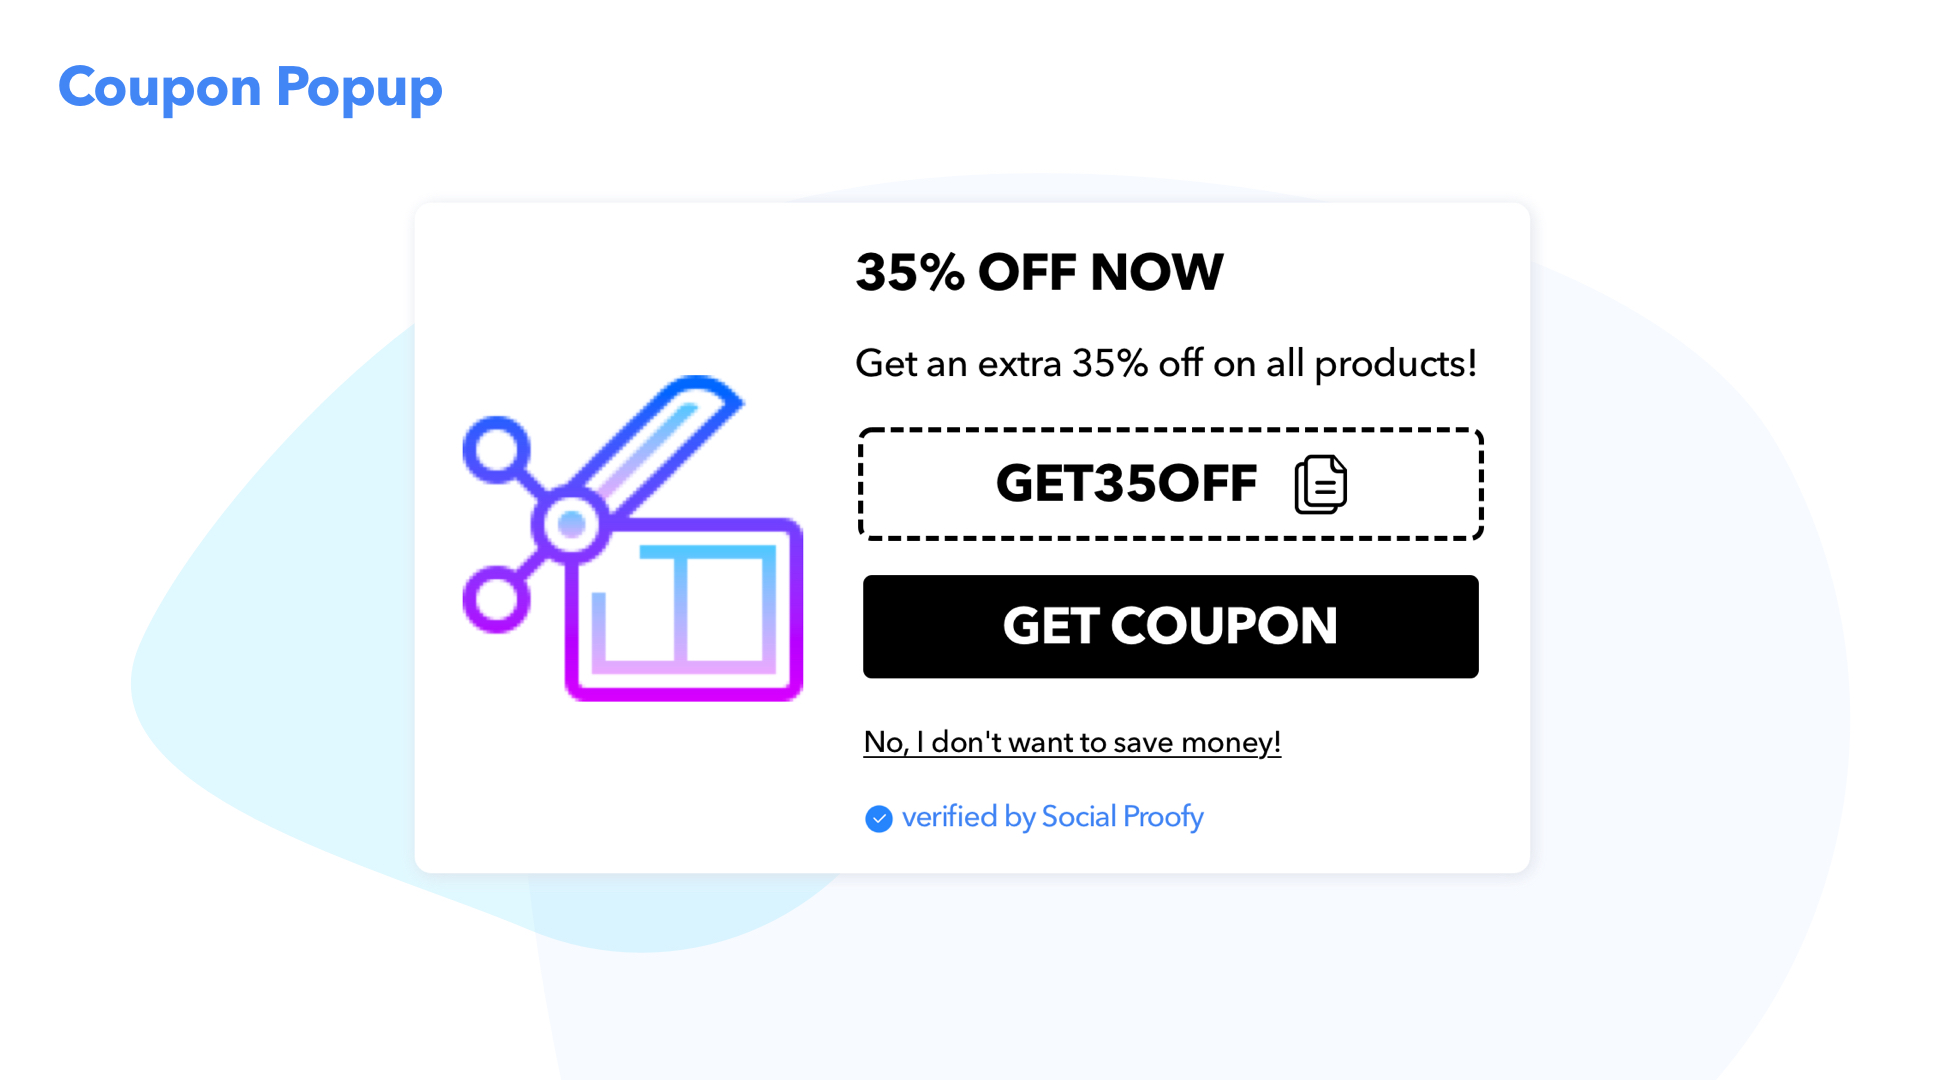 Coupon Popup
35% OFF NOW
Get an extra 35% off on all products!
GET35OFF
GET COUPON
No, I don't want to save money!
verified by Social Proofy